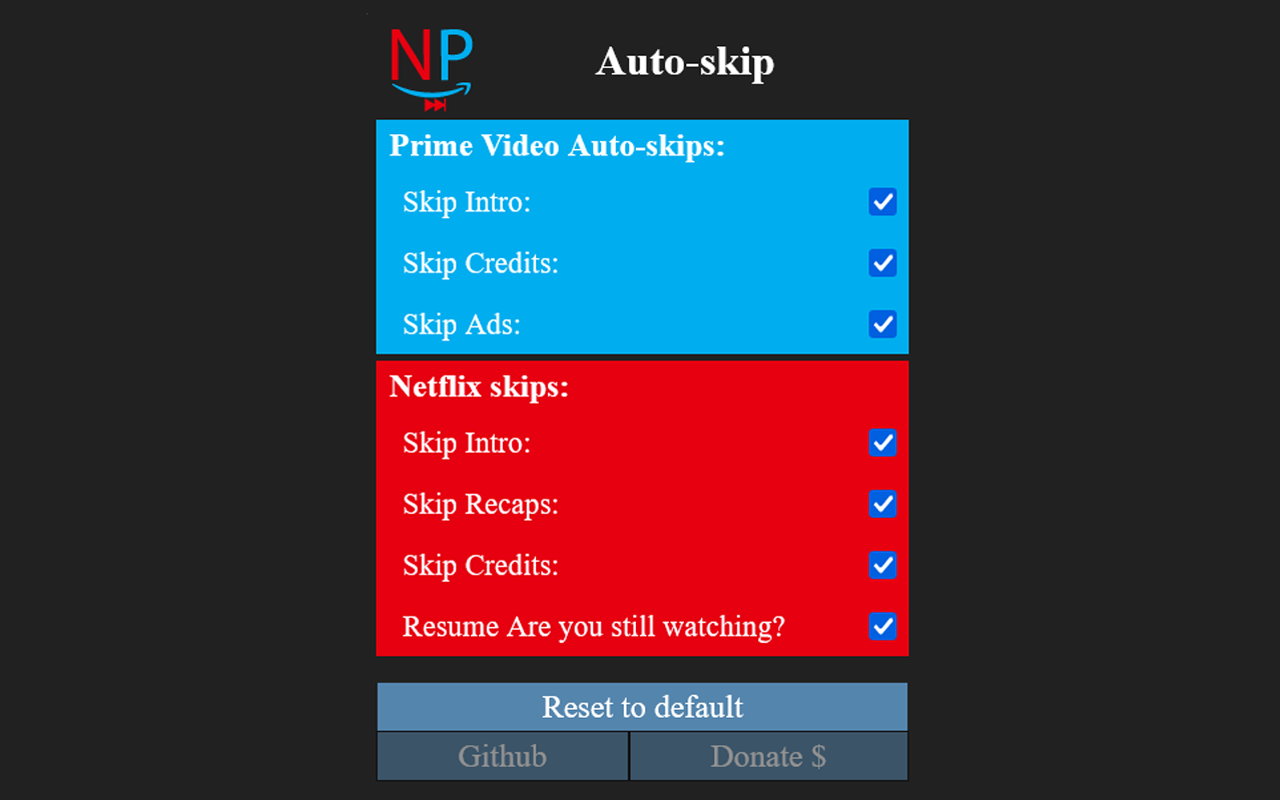 NP
Auto-skip
Prime Video Auto-skips:
Skip Intro:
Skip Credits:
Skip Ads:
Netflix skips:
Skip Intro:
Skip Recaps:
Skip Credits:
Resume Are you still watching?
Reset to default
Github
Donate $